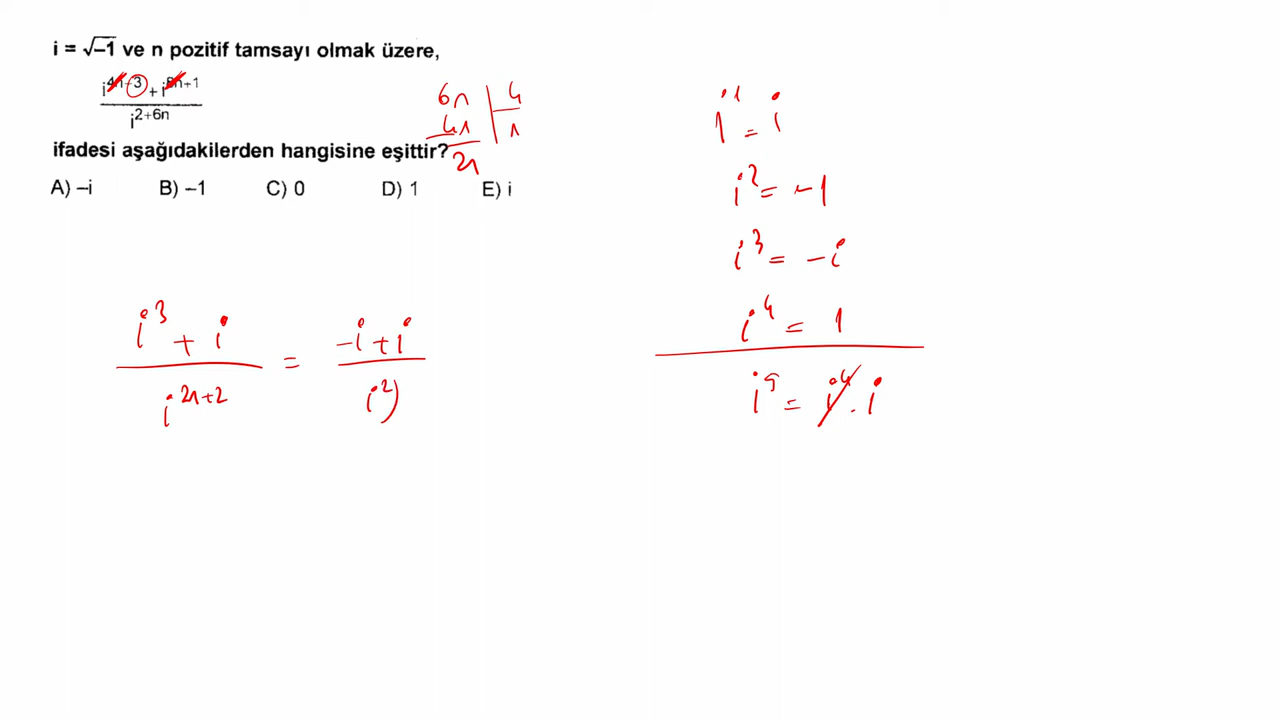 i = √−1 ve n pozitif tamsayı olmak üzere,
i^(4n+3) + i^(8n+1)
i^(2+6n)
ifadesi aşağıdakilerden hangisine eşittir?
A) –i B) –1 C) 0 D) 1 E) i
6n | 4
4n | n
2n
i^3 + i / i^(2n+2) = −i + i / i^2)
i^1 = i
i^2 = −1
i^3 = −i
i^4 = 1
i^5 = i^4 . i